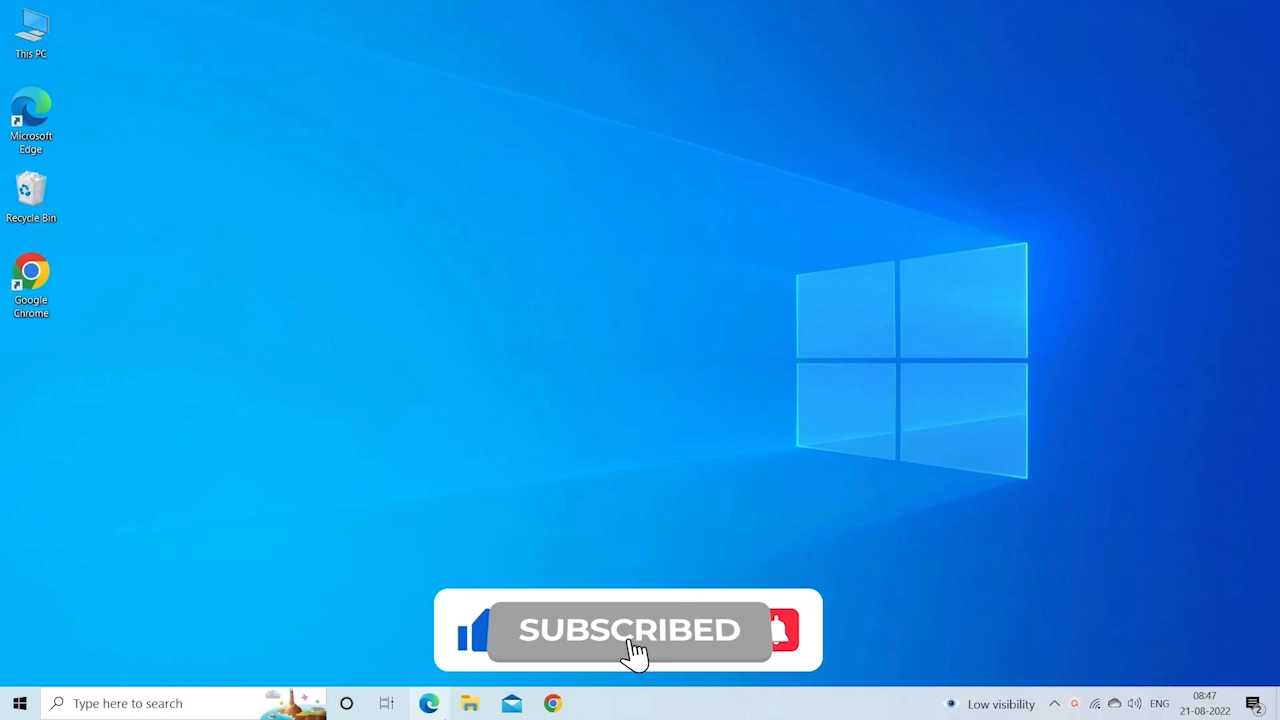 This PC
Microsoft
Edge
Recycle Bin
Google
Chrome
SUBSCRIBED
Type here to search
Low visibility
ENG
08:47
21-08-2022
2